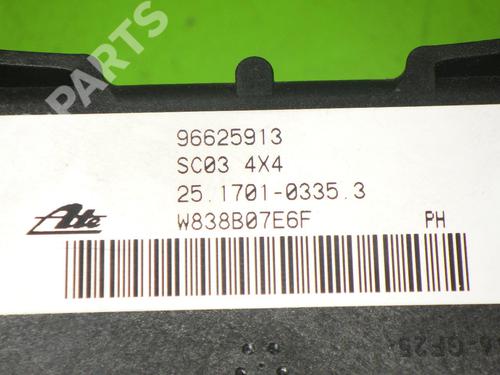 PARTS
96625913
SC03 4X4
25.1701-0335.3
Ate
W838B07E6F PH